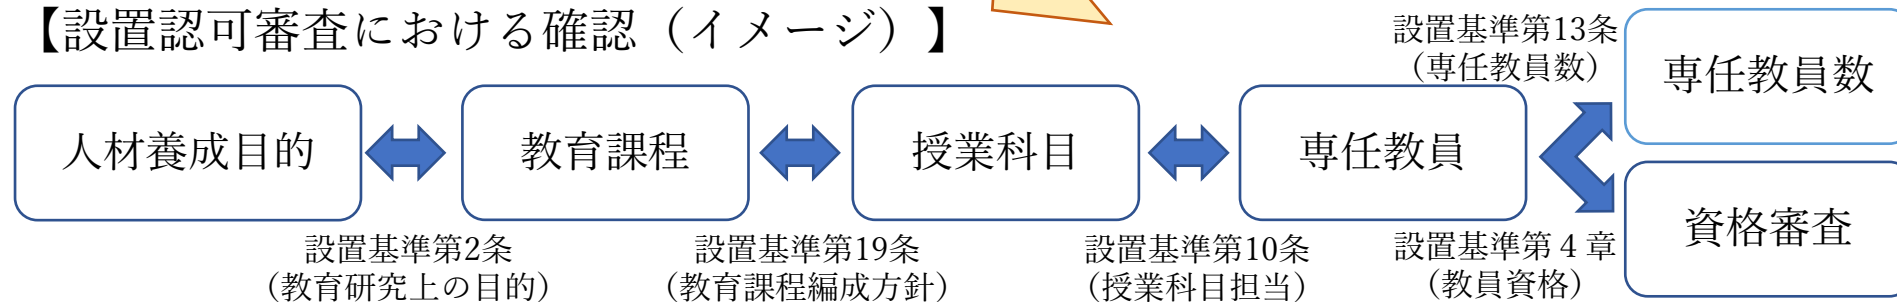 【設置認可審査における確認（イメージ）】
設置基準第13条
（専任教員数）
専任教員数
人材養成目的
教育課程
授業科目
専任教員
資格審査
設置基準第2条
（教育研究上の目的）
設置基準第19条
（教育課程編成方針）
設置基準第10条
（授業科目担当）
設置基準第４章
（教員資格）